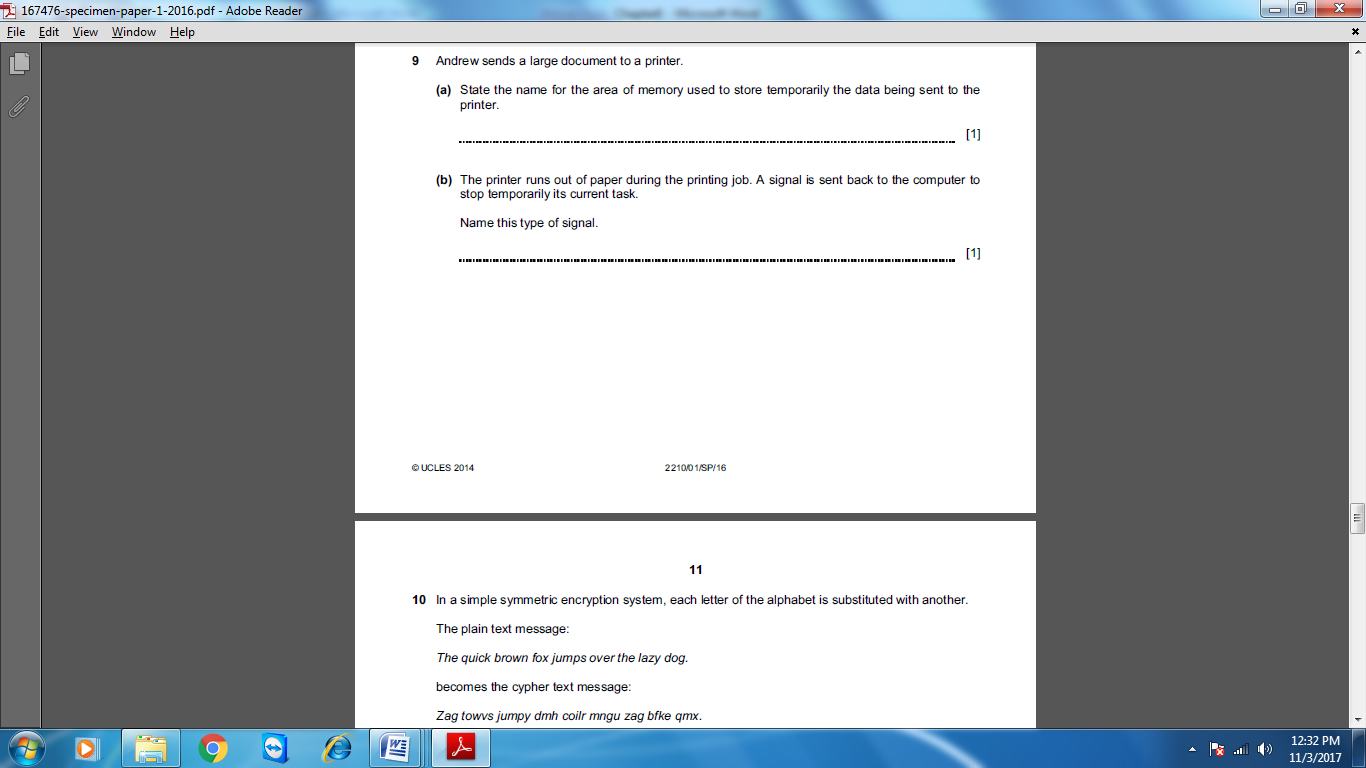 167476-specimen-paper-1-2016.pdf - Adobe Reader
File Edit View Window Help
9 Andrew sends a large document to a printer.
(a) State the name for the area of memory used to store temporarily the data being sent to the
printer.
[1]
(b) The printer runs out of paper during the printing job. A signal is sent back to the computer to
stop temporarily its current task.
Name this type of signal.
[1]
© UCLES 2014 2210/01/SP/16
11
10 In a simple symmetric encryption system, each letter of the alphabet is substituted with another.
The plain text message:
The quick brown fox jumps over the lazy dog.
becomes the cypher text message:
Zag towvs jumpy dmh coilr mngu zag bfke qmx.
12:32 PM
11/3/2017